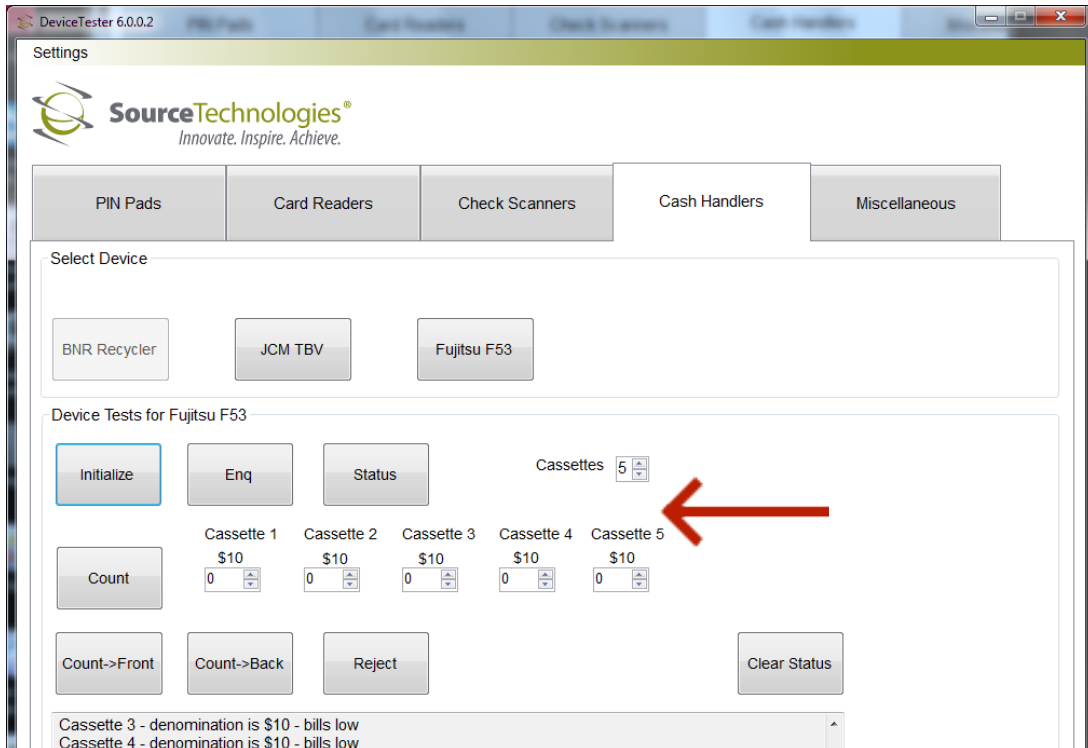 DeviceTester 6.0.0.2
Settings
SourceTechnologies®
Innovate. Inspire. Achieve.
PIN Pads Card Readers Check Scanners Cash Handlers Miscellaneous
Select Device
BNR Recycler JCM TBV Fujitsu F53
Device Tests for Fujitsu F53
Initialize Enq Status Cassettes 5
Cassette 1 Cassette 2 Cassette 3 Cassette 4 Cassette 5
$10 $10 $10 $10 $10
Count 0 0 0 0 0
Count->Front Count->Back Reject Clear Status
Cassette 3 - denomination is $10 - bills low
Cassette 4 - denomination is $10 - bills low